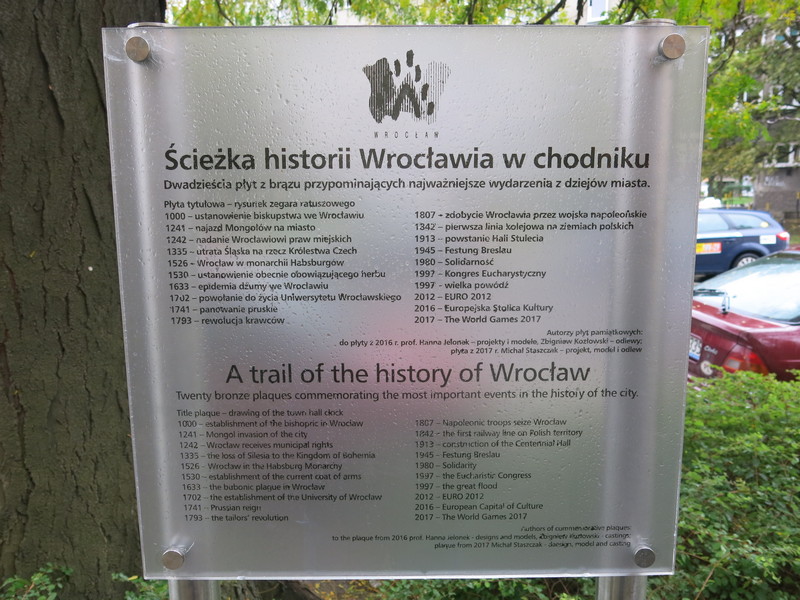 WROCŁAW
Ścieżka historii Wrocławia w chodniku
Dwadzieścia płyt z brązu przypominających najważniejsze wydarzenia z dziejów miasta.
Płyta tytułowa – rysunek zegara ratuszowego
1000 – ustanowienie biskupstwa we Wrocławiu
1241 – najazd Mongołów na miasto
1242 – nadanie Wrocławiowi praw miejskich
1335 – utrata Śląska na rzecz Królestwa Czech
1526 – Wrocław w monarchii Habsburgów
1530 – ustanowienie obecnie obowiązującego herbu
1633 – epidemia dżumy we Wrocławiu
1702 – powołanie do życia Uniwersytetu Wrocławskiego
1741 – panowanie pruskie
1793 – rewolucja krawców
1807 – zdobycie Wrocławia przez wojska napoleońskie
1842 – pierwsza linia kolejowa na ziemiach polskich
1913 – powstanie Hali Stulecia
1945 – Festung Breslau
1980 – Solidarność
1997 – Kongres Eucharystyczny
1997 – wielka powódź
2012 – EURO 2012
2016 – Europejska Stolica Kultury
2017 – The World Games 2017
Autorzy płyt pamiątkowych:
do płyty z 2016 r. prof. Hanna Jelonek – projekty i modele, Zbigniew Kozłowski – odlewy;
płyta z 2017 r. Michał Staszczak – projekt, model i odlew
A trail of the history of Wrocław
Twenty bronze plaques commemorating the most important events in the history of the city.
Title plaque – drawing of the town hall clock
1000 – establishment of the bishopric in Wrocław
1241 – Mongol invasion of the city
1242 – Wrocław receives municipal rights
1335 – the loss of Silesia to the Kingdom of Bohemia
1526 – Wrocław in the Habsburg Monarchy
1530 – establishment of the current coat of arms
1633 – the bubonic plague in Wrocław
1702 – the establishment of the University of Wrocław
1741 – Prussian reign
1793 – the tailors' revolution
1807 – Napoleonic troops seize Wrocław
1842 – the first railway line on Polish territory
1913 – construction of the Centennial Hall
1945 – Festung Breslau
1980 – Solidarity
1997 – the Eucharistic Congress
1997 – the great flood
2012 – EURO 2012
2016 – European Capital of Culture
2017 – The World Games 2017
Authors of commemorative plaques:
to the plaque from 2016 prof. Hanna Jelonek - designs and models, Zbigniew Kozłowski - castings;
plaque from 2017 Michał Staszczak - design, model and casting